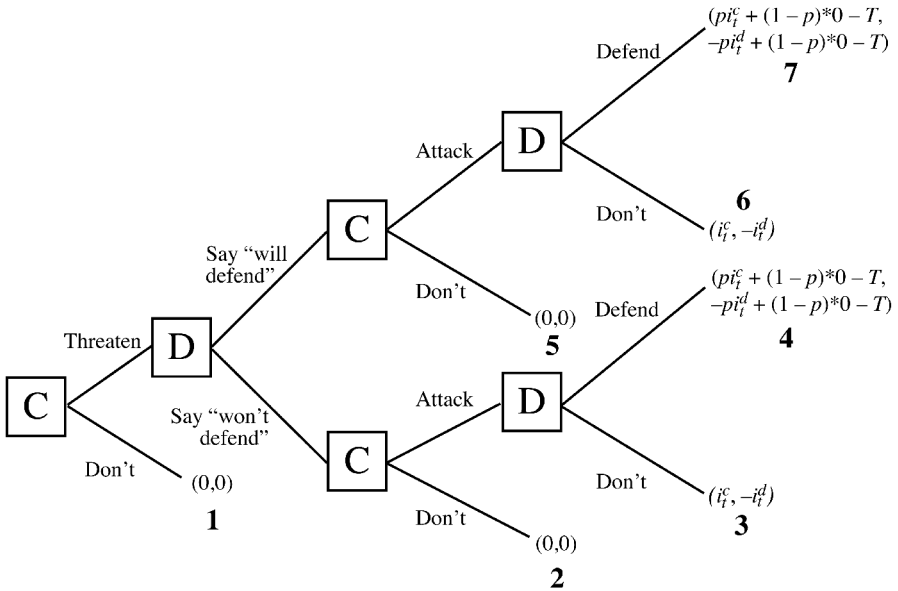 (pi_t^c + (1 – p)*0 – T,
–pi_t^d + (1 – p)*0 – T)
7
Defend
D
Attack
6
Don't
(i_t^c, –i_t^d)
C
Say “will
defend”
Don't
(0,0)
5
(pi_t^c + (1 – p)*0 – T,
–pi_t^d + (1 – p)*0 – T)
4
Defend
Threaten
D
C
Attack
D
Say “won't
defend”
Don't
(0,0)
1
C
Don't
(i_t^c, –i_t^d)
3
Don't
(0,0)
2